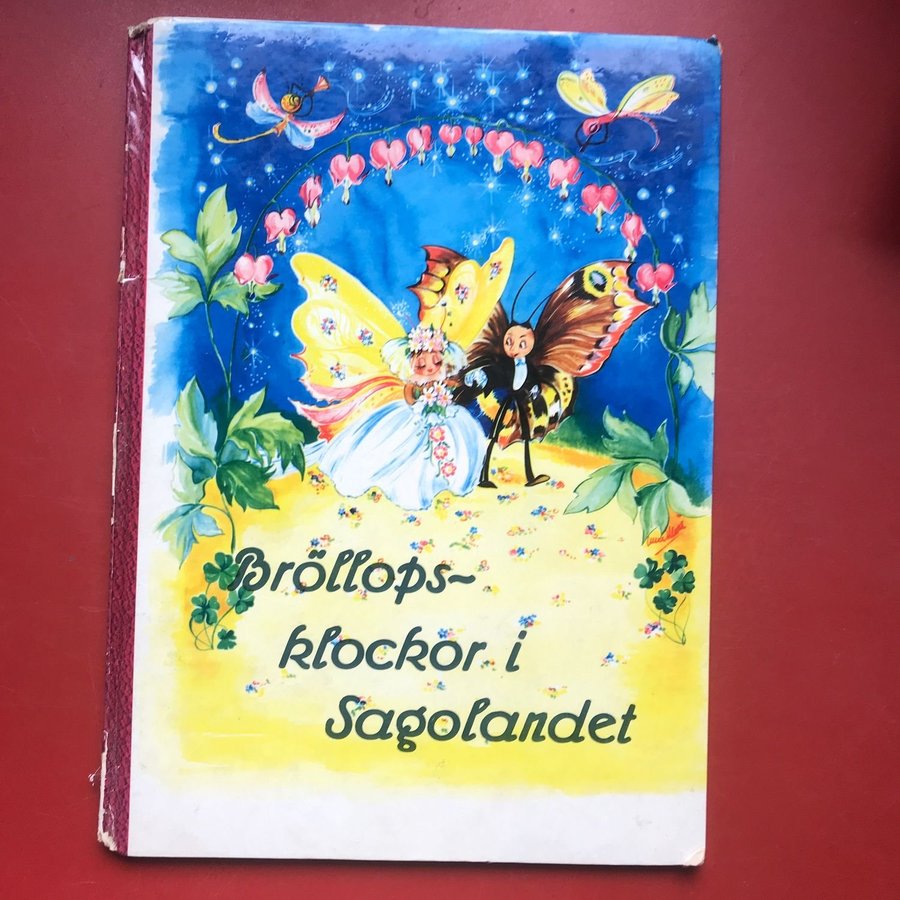 Bröllops-
klockor i
Sagolandet